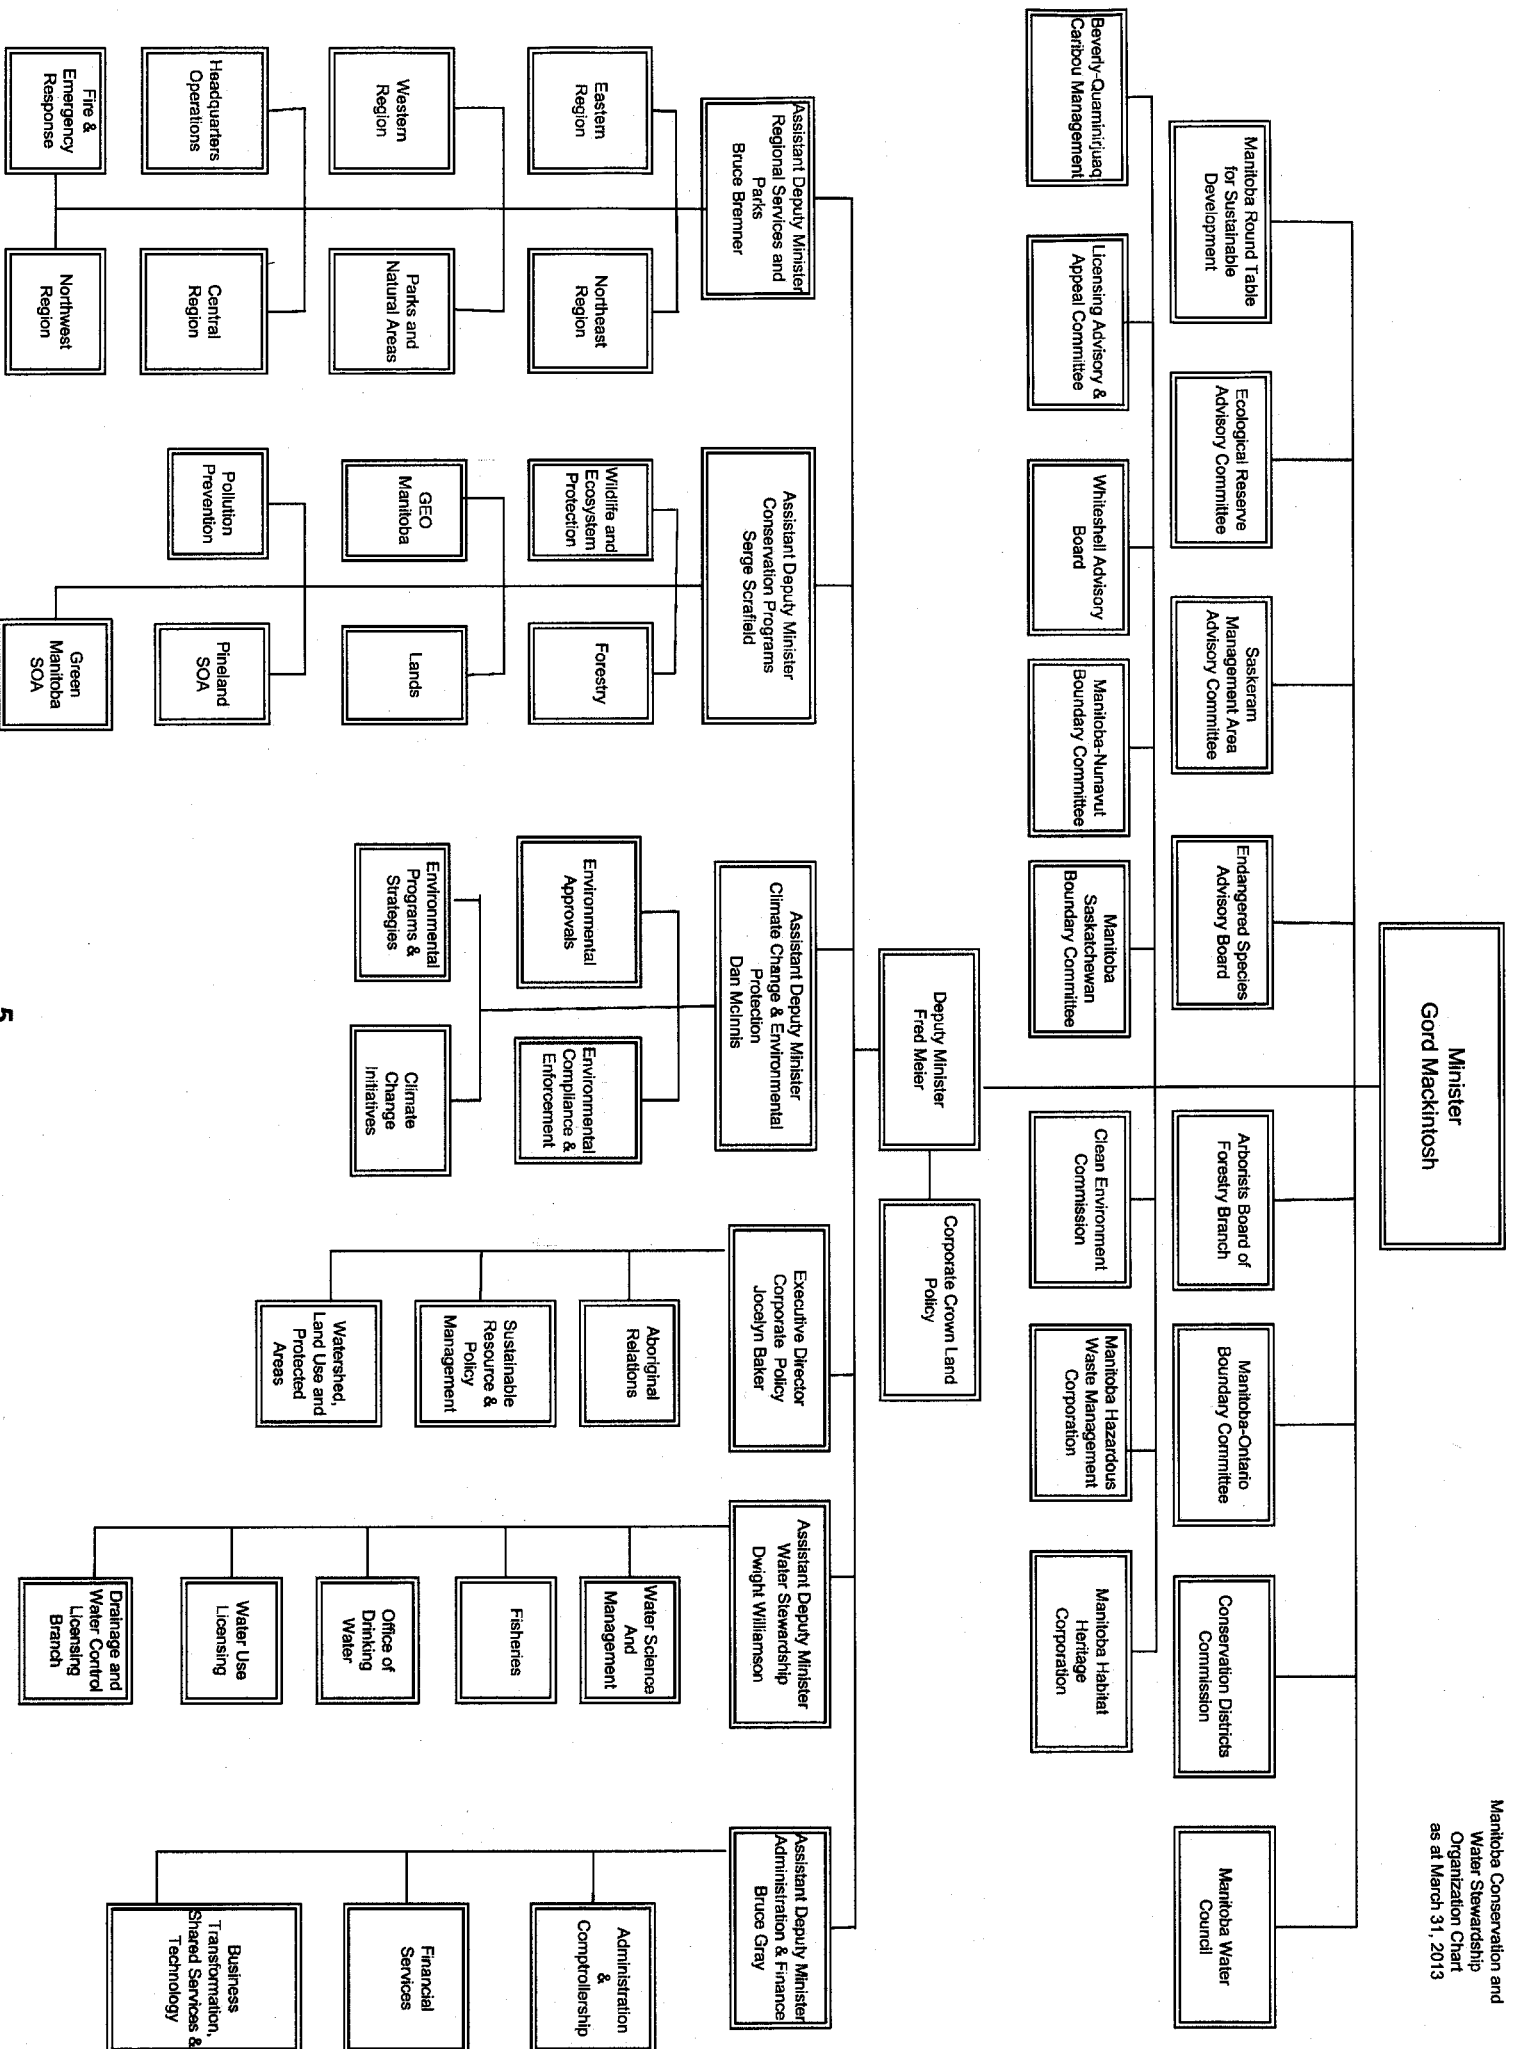 Manitoba Conservation and
Water Stewardship
Organization Chart
as at March 31, 2013
Minister
Gord Mackintosh
Manitoba Round Table
for Sustainable
Development
Ecological Reserve
Advisory Committee
Saskeram
Management Area
Advisory Committee
Endangered Species
Advisory Board
Arborists Board of
Forestry Branch
Manitoba-Ontario
Boundary Committee
Conservation Districts
Commission
Manitoba Water
Council
Beverly-Quaminirjuaq
Caribou Management
Licensing Advisory &
Appeal Committee
Whiteshell Advisory
Board
Manitoba-Nunavut
Boundary Committee
Manitoba
Saskatchewan
Boundary Committee
Clean Environment
Commission
Manitoba Hazardous
Waste Management
Corporation
Manitoba Habitat
Heritage
Corporation
Deputy Minister
Fred Meier
Corporate Crown Land
Policy
Assistant Deputy Minister
Regional Services and
Parks
Bruce Bremner
Eastern
Region
Northeast
Region
Western
Region
Parks and
Natural Areas
Headquarters
Operations
Central
Region
Fire &
Emergency
Response
Northwest
Region
Assistant Deputy Minister
Conservation Programs
Serge Scrafield
Wildlife and
Ecosystem
Protection
Forestry
GEO
Manitoba
Lands
Pollution
Prevention
Pineland
SOA
Green
Manitoba
SOA
Assistant Deputy Minister
Climate Change & Environmental
Protection
Dan McInnis
Environmental
Approvals
Environmental
Compliance &
Enforcement
Environmental
Programs &
Strategies
Climate
Change
Initiatives
Executive Director
Corporate Policy
Jocelyn Baker
Aboriginal
Relations
Sustainable
Resource &
Policy
Management
Watershed,
Land Use and
Protected
Areas
Assistant Deputy Minister
Water Stewardship
Dwight Williamson
Water Science
And
Management
Fisheries
Office of
Drinking
Water
Water Use
Licensing
Drainage and
Water Control
Licensing
Branch
Assistant Deputy Minister
Administration & Finance
Bruce Gray
Administration
&
Comptrollership
Financial
Services
Business
Transformation,
Shared Services &
Technology
5